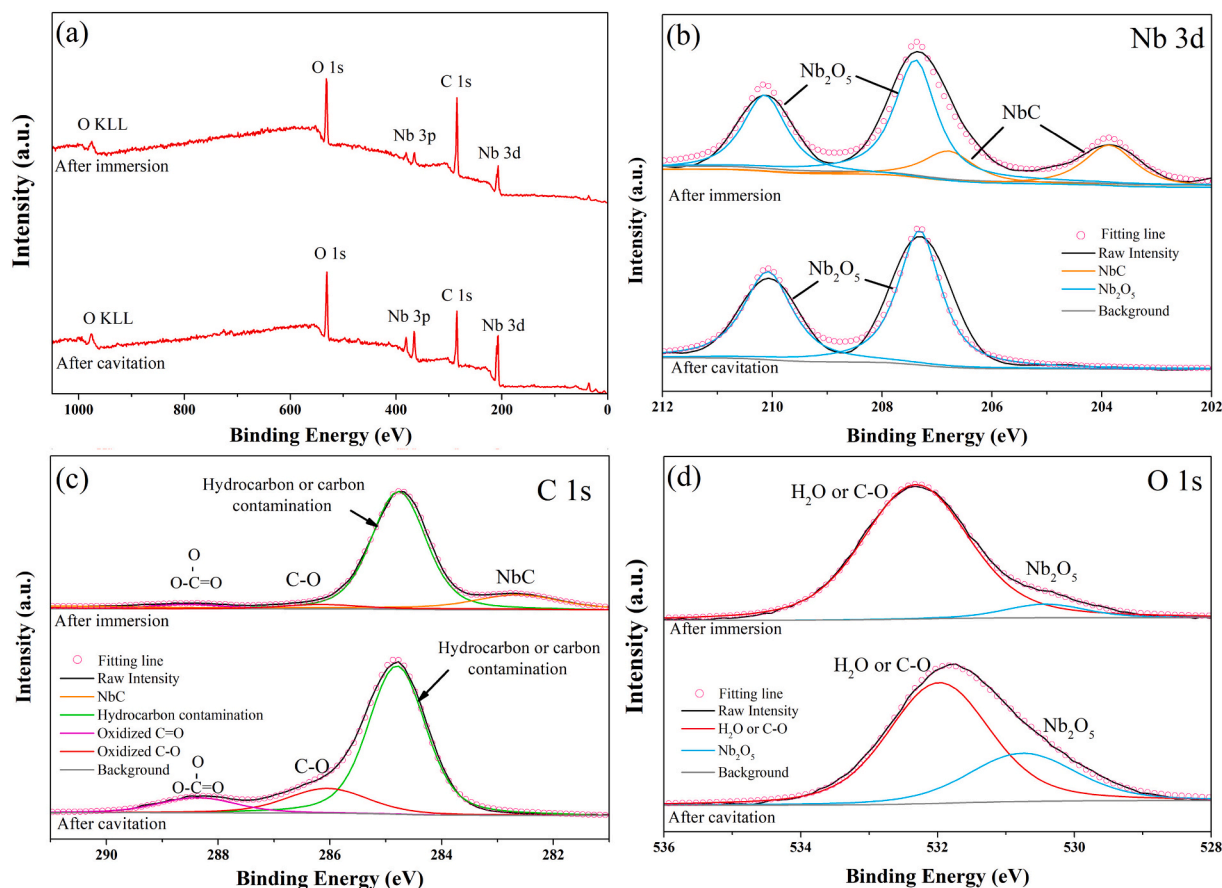 (a)
O 1s
C 1s
O KLL
Nb 3p
Nb 3d
After immersion
O 1s
C 1s
O KLL
Nb 3p
Nb 3d
After cavitation
1000 800 600 400 200 0
Binding Energy (eV)
Intensity (a.u.)
(b)
Nb 3d
Nb₂O₅
NbC
After immersion
Fitting line
Raw Intensity
NbC
Nb₂O₅
Background
Nb₂O₅
After cavitation
212 210 208 206 204 202
Binding Energy (eV)
Intensity (a.u.)
(c)
C 1s
Hydrocarbon or carbon
contamination
O
O-C=O
C-O
NbC
After immersion
Hydrocarbon or carbon
contamination
Fitting line
Raw Intensity
NbC
Hydrocarbon contamination
Oxidized C=O
Oxidized C-O
Background
O
O-C=O
C-O
After cavitation
290 288 286 284 282
Binding Energy (eV)
Intensity (a.u.)
(d)
O 1s
H₂O or C-O
Nb₂O₅
After immersion
H₂O or C-O
Fitting line
Raw Intensity
H₂O or C-O
Nb₂O₅
Background
Nb₂O₅
After cavitation
536 534 532 530 528
Binding Energy (eV)
Intensity (a.u.)